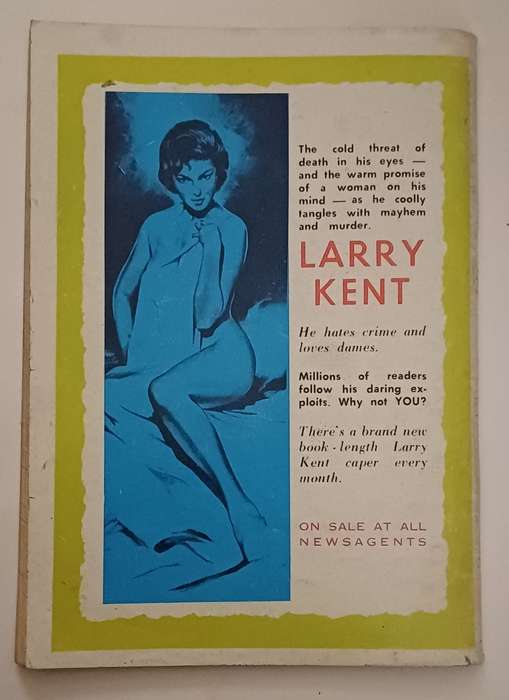 The cold threat of
death in his eyes —
and the warm promise
of a woman on his
mind — as he coolly
tangles with mayhem
and murder.
LARRY
KENT
He hates crime and
loves dames.
Millions of readers
follow his daring ex-
ploits. Why not YOU?
There's a brand new
book-length Larry
Kent caper every
month.
ON SALE AT ALL
NEWSAGENTS